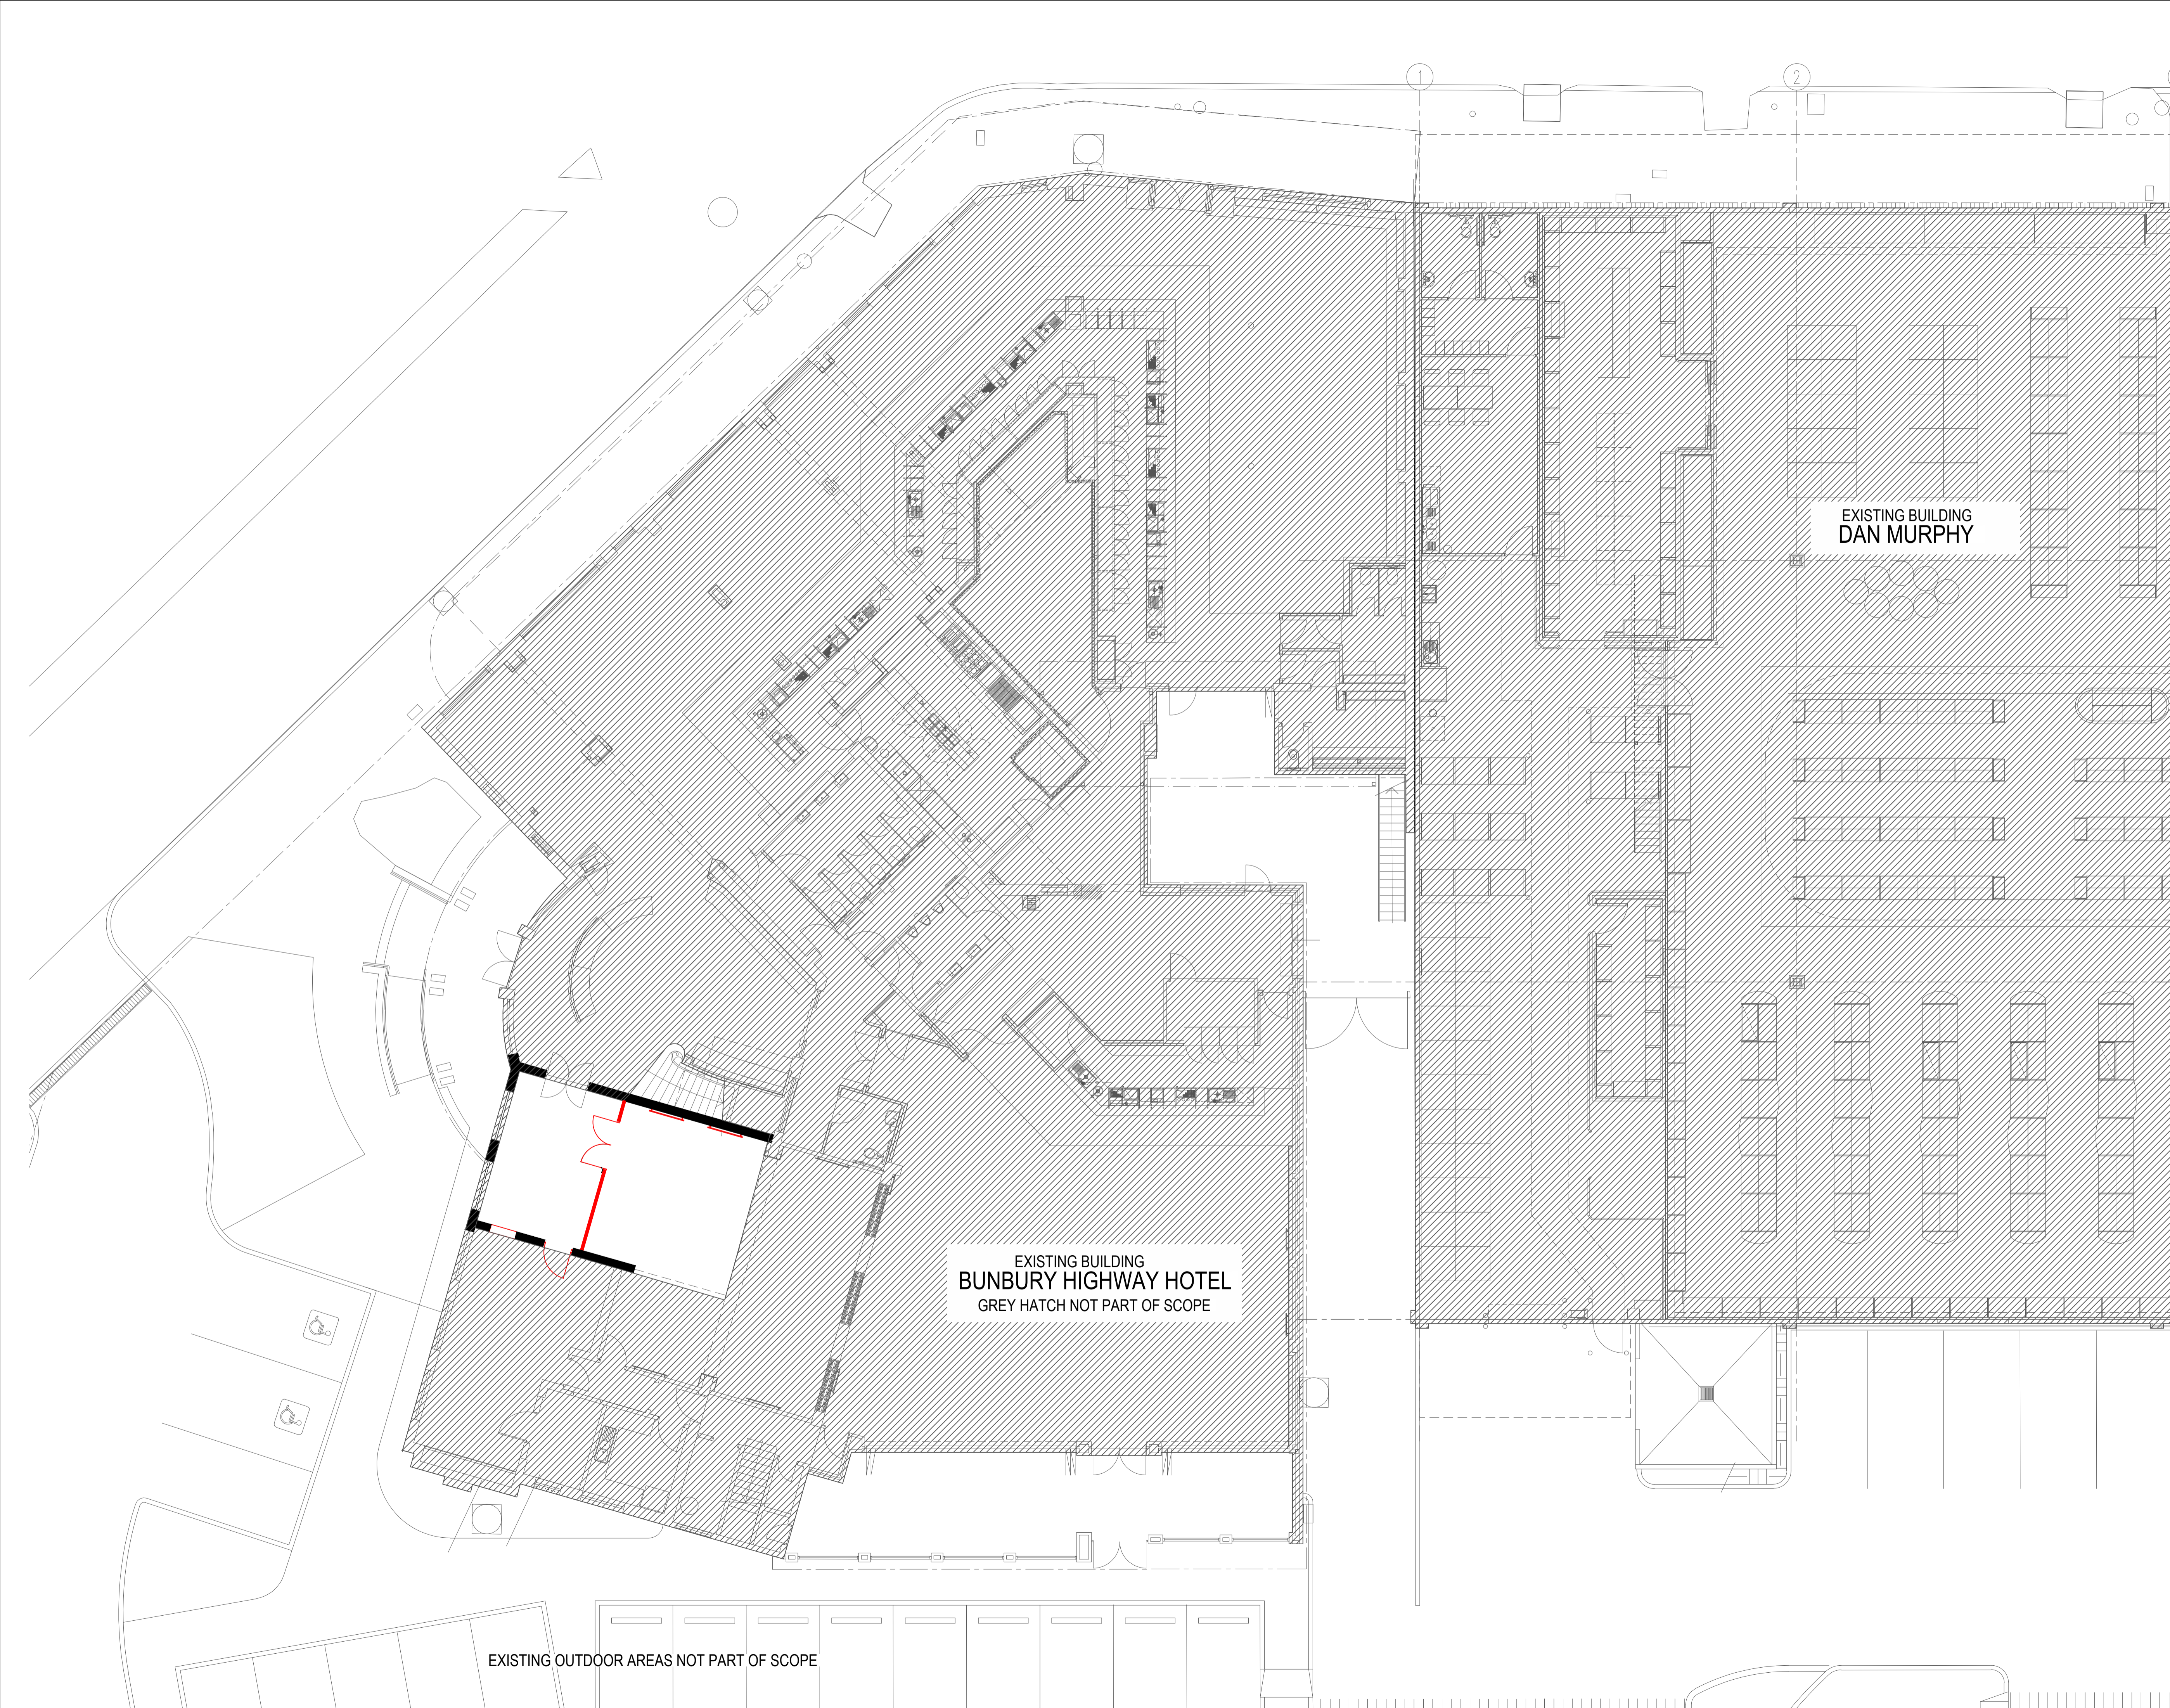 1
2
EXISTING BUILDING
DAN MURPHY
EXISTING BUILDING
BUNBURY HIGHWAY HOTEL
GREY HATCH NOT PART OF SCOPE
EXISTING OUTDOOR AREAS NOT PART OF SCOPE